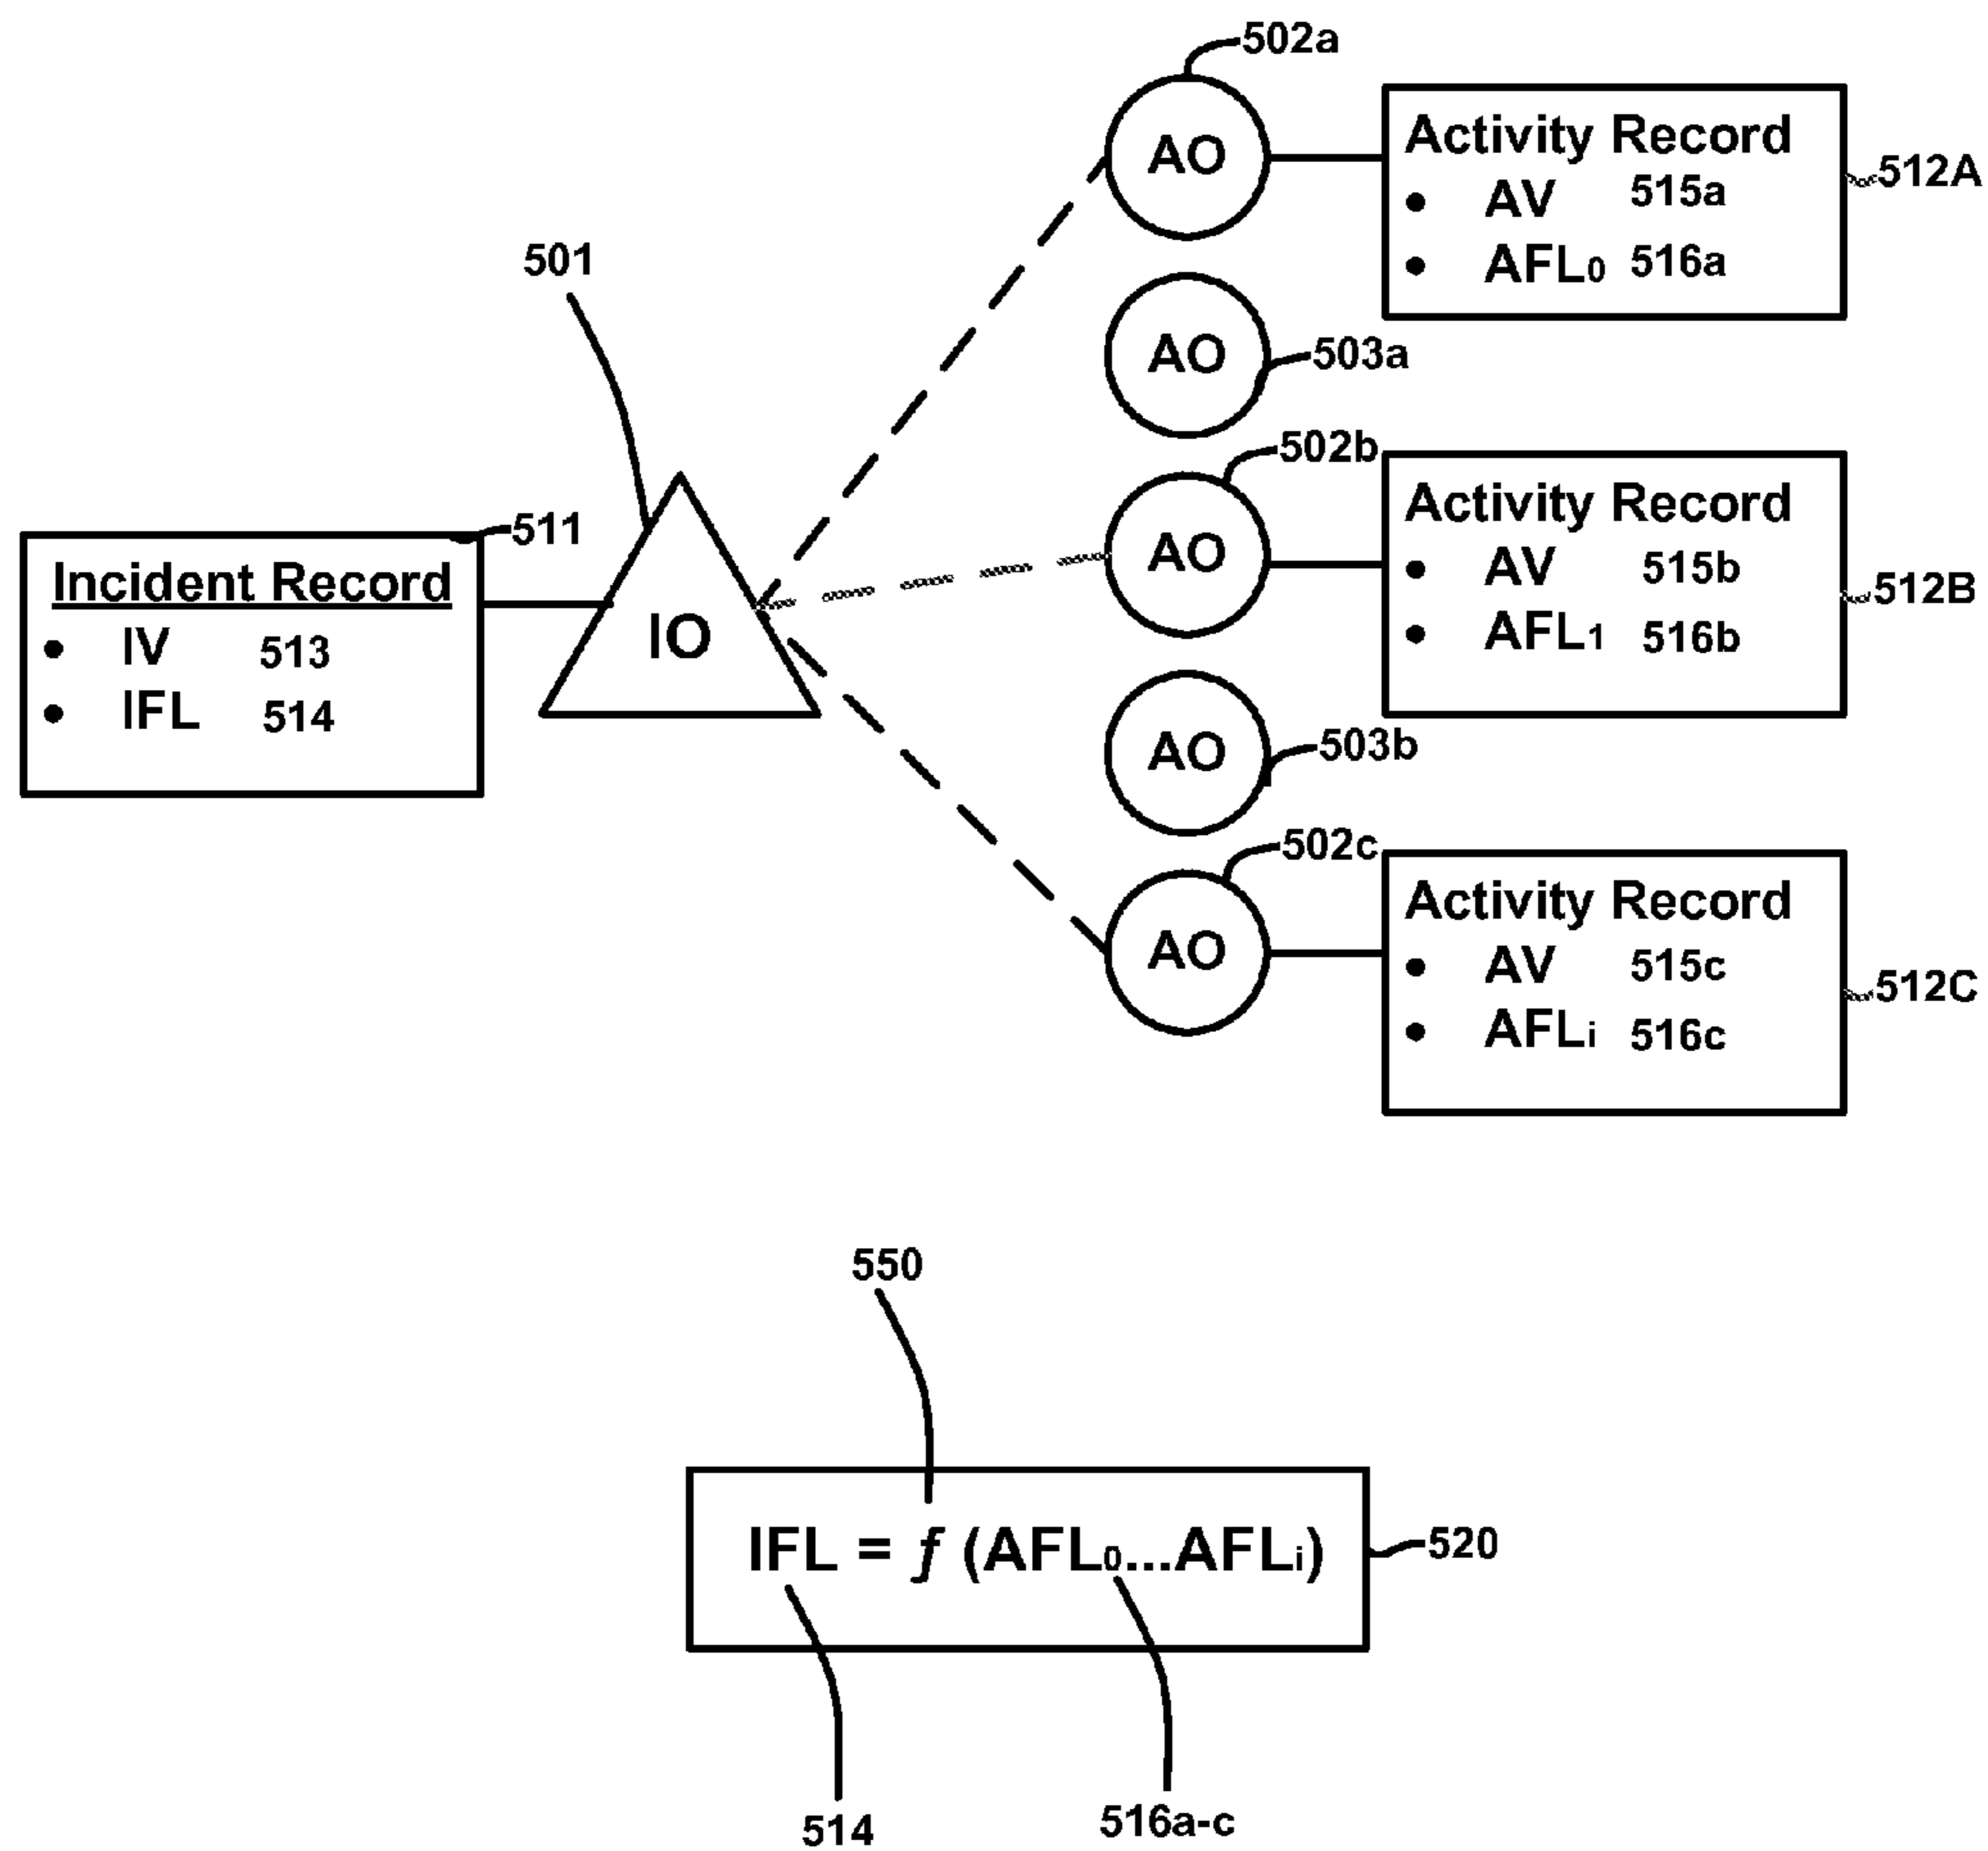 502a
AO
Activity Record
• AV 515a
• AFL₀ 516a
512A
501
AO
503a
502b
AO
Activity Record
• AV 515b
• AFL₁ 516b
512B
511
Incident Record
• IV 513
• IFL 514
IO
AO
503b
502c
AO
Activity Record
• AV 515c
• AFLᵢ 516c
512C
550
IFL = ƒ (AFL₀...AFLᵢ)
520
514
516a-c